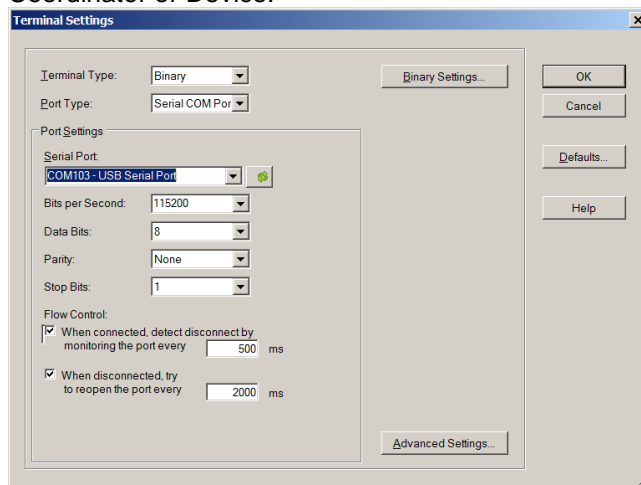 Coordinator or Device.
Terminal Settings
Terminal Type: Binary Binary Settings... OK
Port Type: Serial COM Por Cancel
Port Settings
Serial Port: Defaults...
COM103 - USB Serial Port
Bits per Second: 115200 Help
Data Bits: 8
Parity: None
Stop Bits: 1
Flow Control:
When connected, detect disconnect by
monitoring the port every 500 ms
When disconnected, try
to reopen the port every 2000 ms
Advanced Settings...